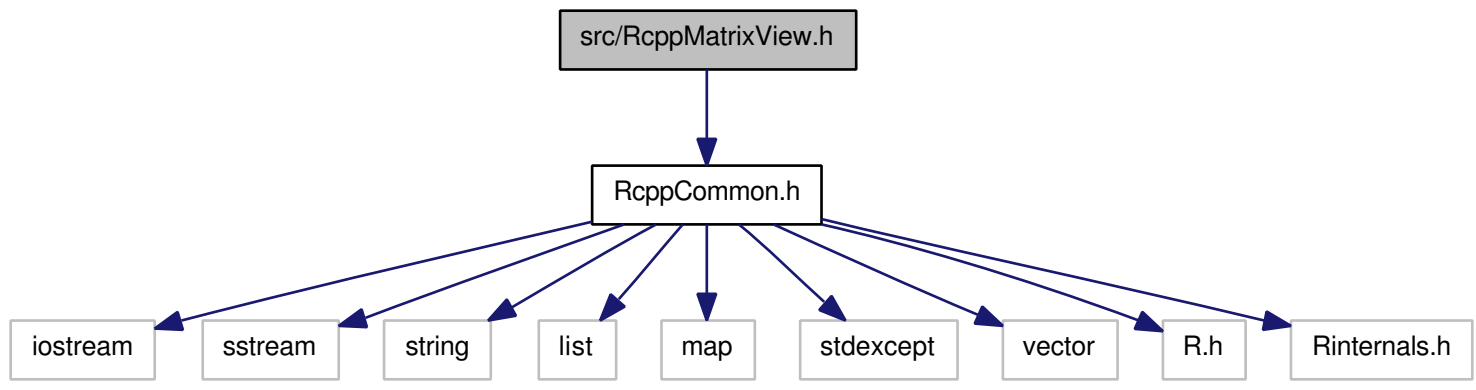 src/RcppMatrixView.h
RcppCommon.h
iostream
sstream
string
list
map
stdexcept
vector
R.h
Rinternals.h